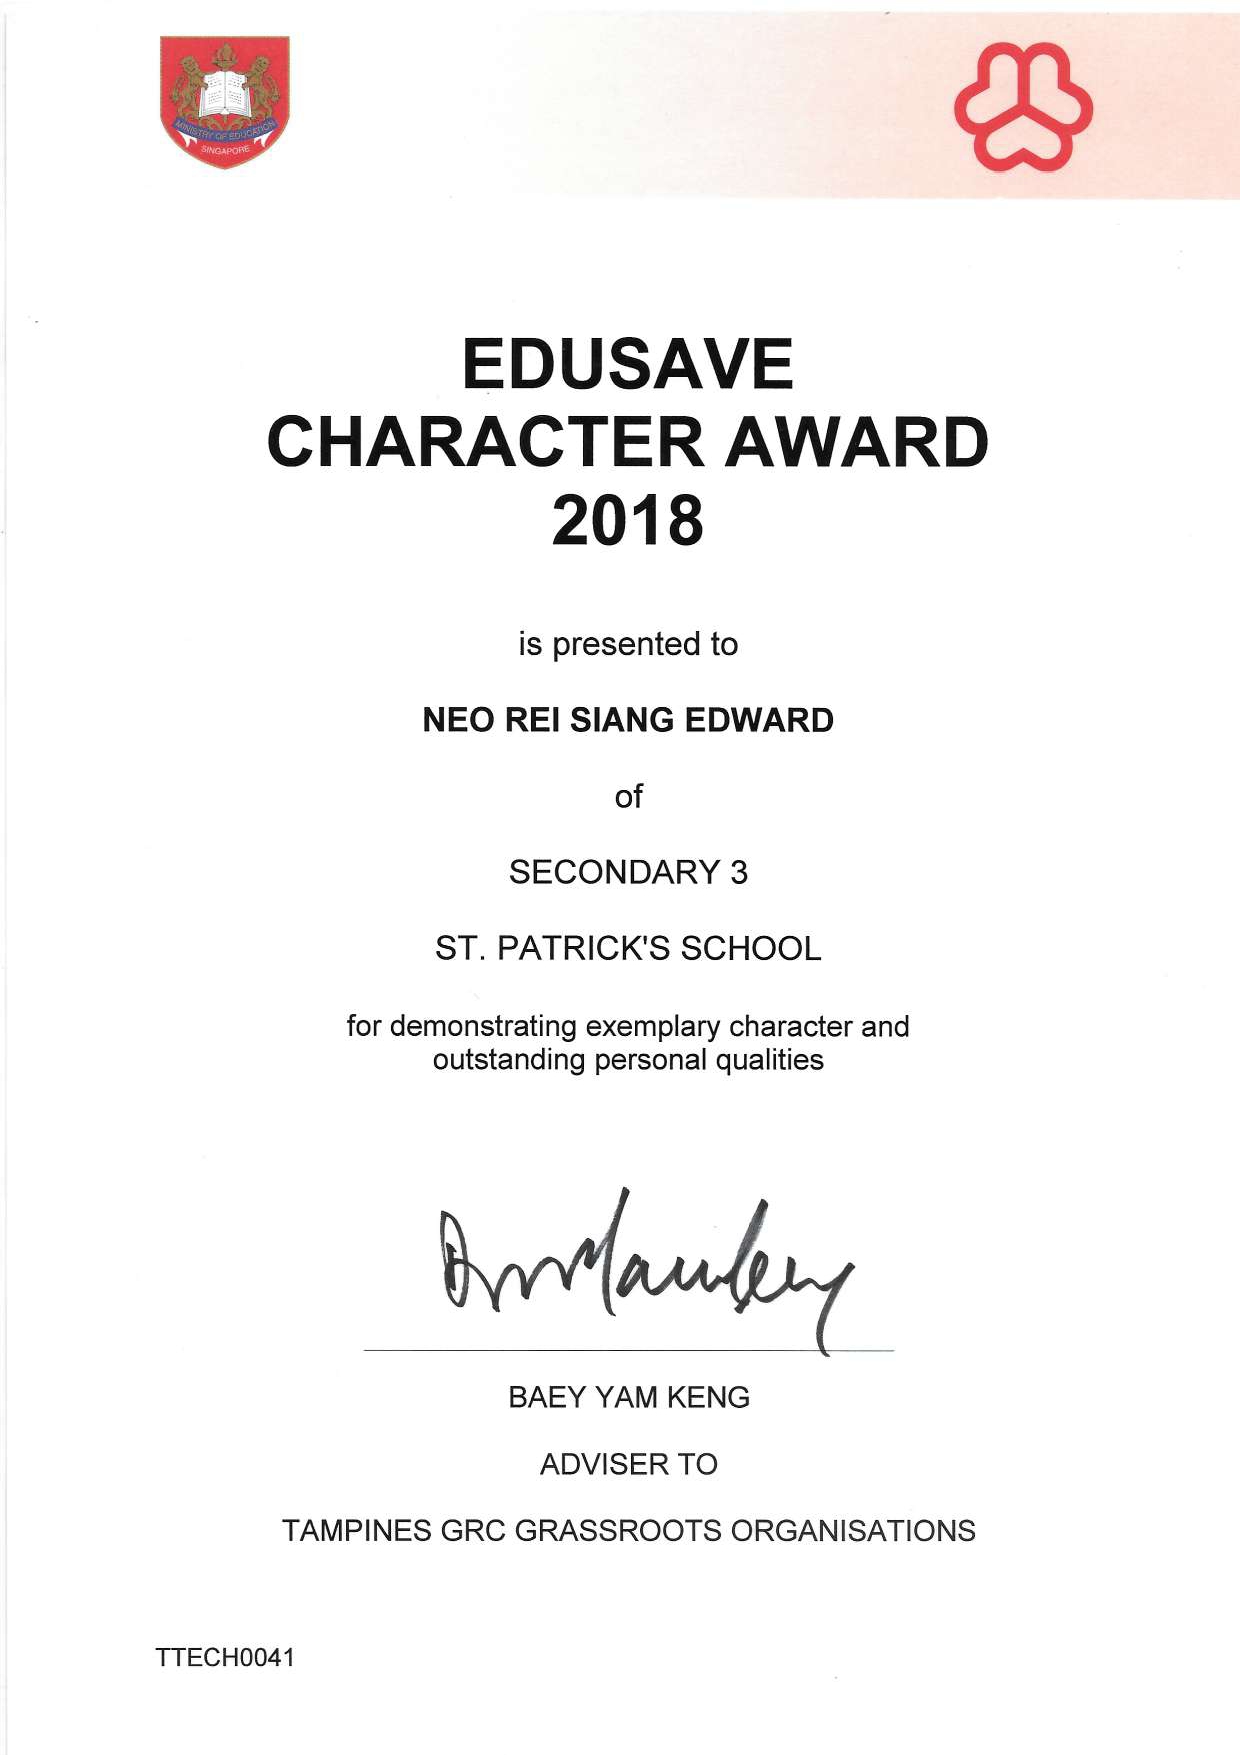 MINISTRY OF EDUCATION
SINGAPORE
EDUSAVE
CHARACTER AWARD
2018
is presented to
NEO REI SIANG EDWARD
of
SECONDARY 3
ST. PATRICK'S SCHOOL
for demonstrating exemplary character and
outstanding personal qualities
BAEY YAM KENG
ADVISER TO
TAMPINES GRC GRASSROOTS ORGANISATIONS
TTECH0041